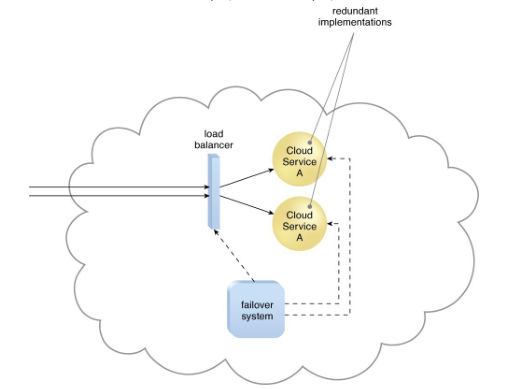 redundant
implementations
load
balancer
Cloud
Service
A
Cloud
Service
A
failover
system